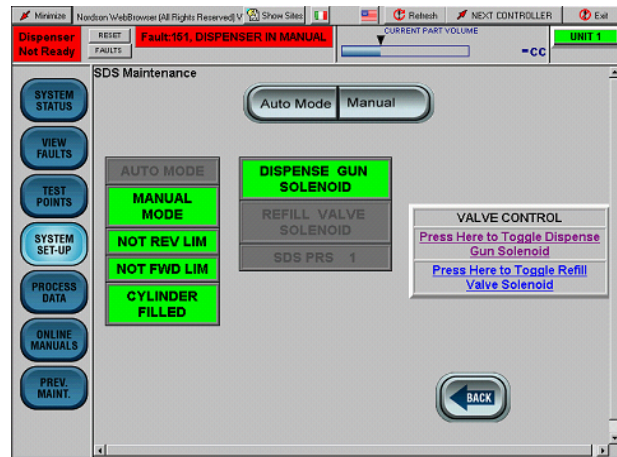 Minimize Nordson WebBrowser (All Rights Reserved) V Show Sites Refresh NEXT CONTROLLER Exit
Dispenser
Not Ready
RESET
FAULTS
Fault:151, DISPENSER IN MANUAL
CURRENT PART VOLUME
=CC
UNIT 1
SDS Maintenance
Auto Mode Manual
SYSTEM
STATUS
VIEW
FAULTS
TEST
POINTS
SYSTEM
SET-UP
PROCESS
DATA
ONLINE
MANUALS
PREV.
MAINT.
AUTO MODE
MANUAL
MODE
NOT REV LIM
NOT FWD LIM
CYLINDER
FILLED
DISPENSE GUN
SOLENOID
REFILL VALVE
SOLENOID
SDS PRS 1
VALVE CONTROL
Press Here to Toggle Dispense
Gun Solenoid
Press Here to Toggle Refill
Valve Solenoid
BACK